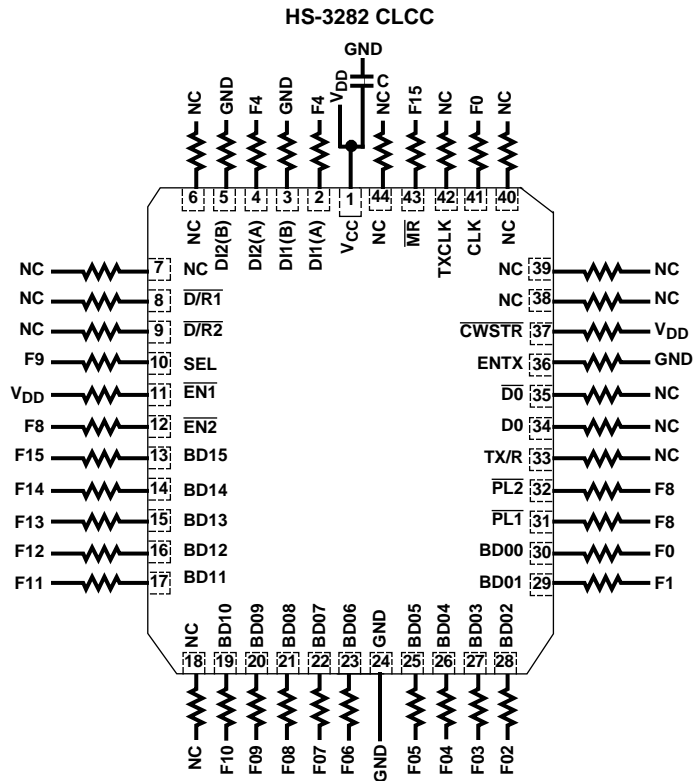 HS-3282 CLCC
GND
V_DD
C
NC
GND
F4
GND
F4
NC
F15
NC
F0
NC
6
5
4
3
2
1
44
43
42
41
40
NC
DI2(B)
DI2(A)
DI1(B)
DI1(A)
VCC
NC
MR
TXCLK
CLK
NC
NC 7 NC
NC 8 D/R1
NC 9 D/R2
F9 10 SEL
VDD 11 EN1
F8 12 EN2
F15 13 BD15
F14 14 BD14
F13 15 BD13
F12 16 BD12
F11 17 BD11
NC 39 NC
NC 38 NC
CWSTR 37 VDD
ENTX 36 GND
D0 35 NC
D0 34 NC
TX/R 33 NC
PL2 32 F8
PL1 31 F8
BD00 30 F0
BD01 29 F1
NC
BD10
BD09
BD08
BD07
BD06
GND
BD05
BD04
BD03
BD02
18
19
20
21
22
23
24
25
26
27
28
NC
F10
F09
F08
F07
F06
GND
F05
F04
F03
F02